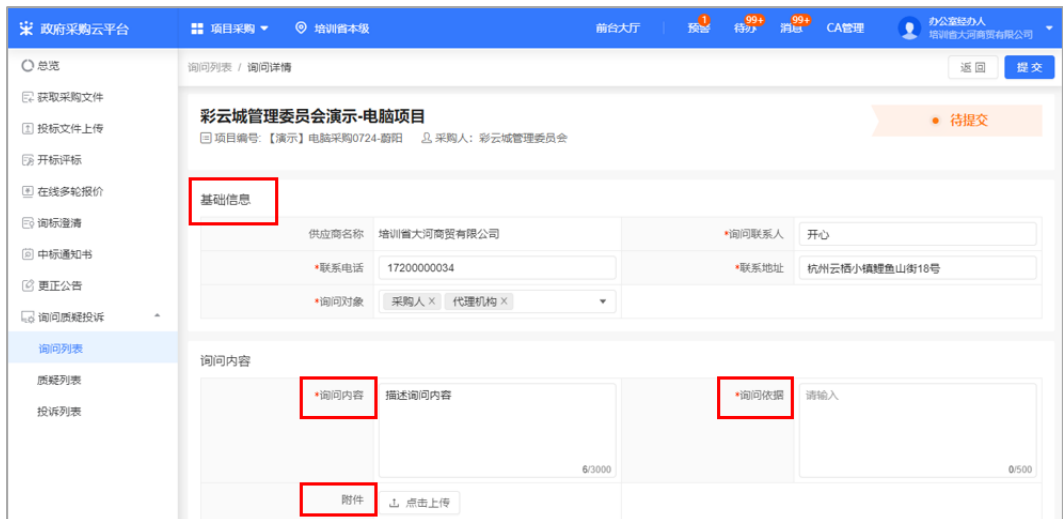 政府采购云平台 项目采购 培训省本级 前台大厅 预警 1 待办 99+ 消息 99+ CA管理 办公室经办人
培训省大河商贸有限公司
总览
询问列表 / 询问详情 返回 提交
获取采购文件
彩云城管理委员会演示-电脑项目
待提交
投标文件上传
项目编号: 【演示】电脑采购0724-蔚阳 采购人: 彩云城管理委员会
开标评标
在线多轮报价
基础信息
询标澄清
供应商名称 培训省大河商贸有限公司 *询问联系人 开心
中标通知书
*联系电话 17200000034 *联系地址 杭州云栖小镇鲤鱼山街18号
更正公告
*询问对象 采购人 × 代理机构 ×
询问质疑投诉
询问列表
询问内容
质疑列表
*询问内容 描述询问内容 *询问依据 请输入
投诉列表
6/3000 0/500
附件 点击上传